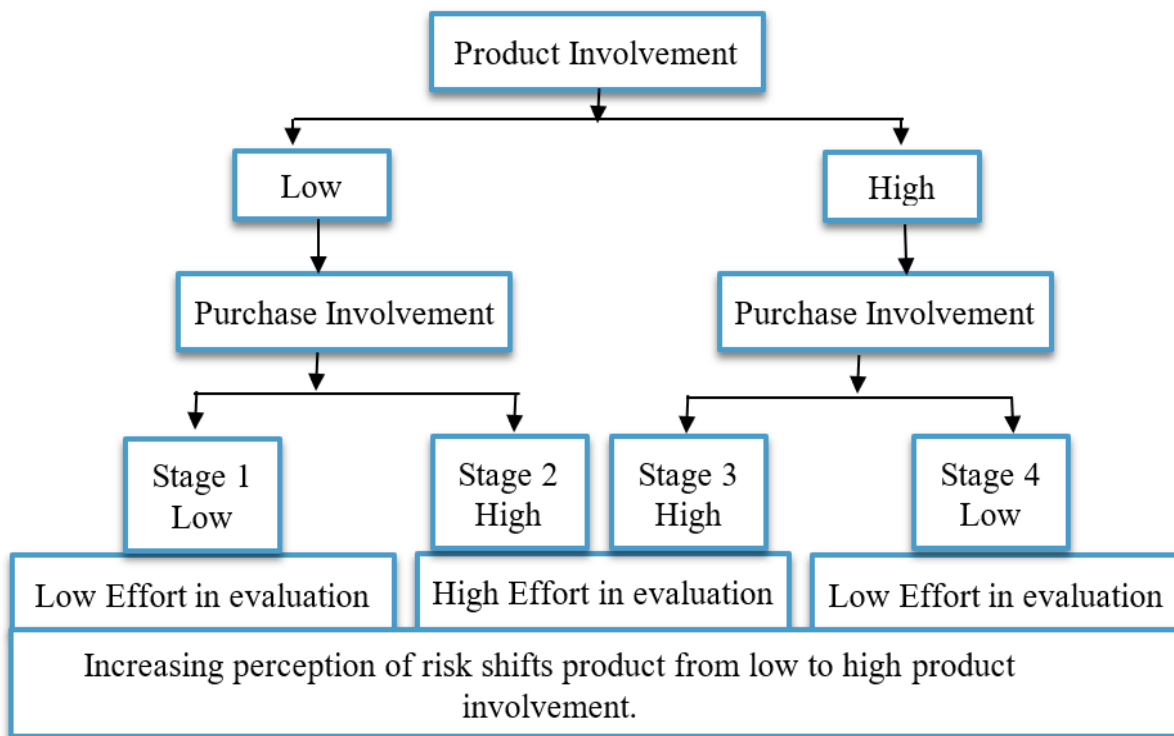 Product Involvement
Low
High
Purchase Involvement
Purchase Involvement
Stage 1
Low
Stage 2
High
Stage 3
High
Stage 4
Low
Low Effort in evaluation
High Effort in evaluation
Low Effort in evaluation
Increasing perception of risk shifts product from low to high product
involvement.